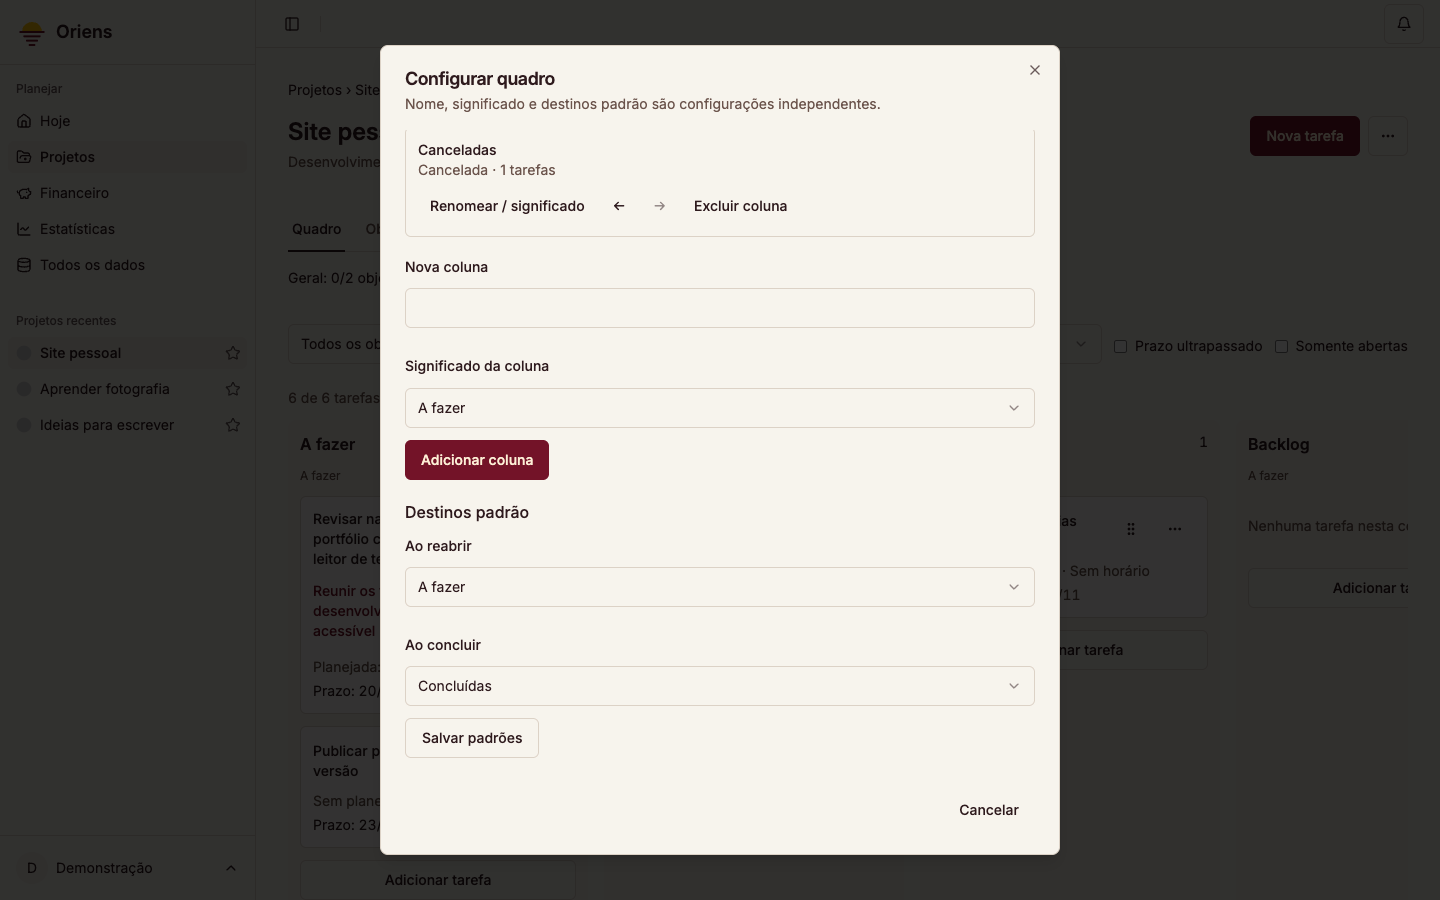 Oriens
Planejar
Hoje
Projetos
Financeiro
Estatísticas
Todos os dados
Projetos recentes
Site pessoal
Aprender fotografia
Ideias para escrever
D
Demonstração
Projetos › Site
Site pes
Desenvolvime
Nova tarefa
Quadro
Geral: 0/2 obj
Todos os ob
Prazo ultrapassado
Somente abertas
6 de 6 tarefas
A fazer
A fazer
Revisar na
portfólio c
leitor de te
Reunir os
desenvolv
acessível
Planejada:
Prazo: 20/
Publicar p
versão
Sem plane
Prazo: 23/
Adicionar tarefa
1
as
· Sem horário
/11
nar tarefa
Backlog
A fazer
Nenhuma tarefa nesta co
Adicionar ta
Configurar quadro
Nome, significado e destinos padrão são configurações independentes.
Canceladas
Cancelada · 1 tarefas
Renomear / significado
←
→
Excluir coluna
Nova coluna
Significado da coluna
A fazer
Adicionar coluna
Destinos padrão
Ao reabrir
A fazer
Ao concluir
Concluídas
Salvar padrões
Cancelar